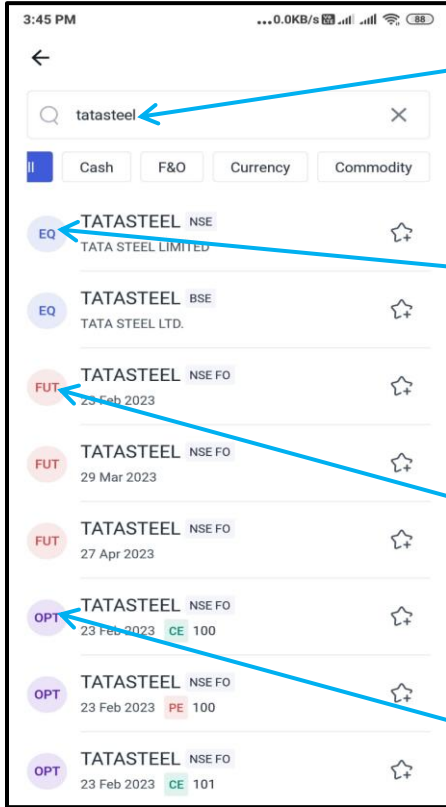 3:45 PM ...0.0KB/s 88
tatasteel
ll Cash F&O Currency Commodity
EQ TATASTEEL NSE
TATA STEEL LIMITED
EQ TATASTEEL BSE
TATA STEEL LTD.
FUT TATASTEEL NSE FO
23 Feb 2023
FUT TATASTEEL NSE FO
29 Mar 2023
FUT TATASTEEL NSE FO
27 Apr 2023
OPT TATASTEEL NSE FO
23 Feb 2023 CE 100
OPT TATASTEEL NSE FO
23 Feb 2023 PE 100
OPT TATASTEEL NSE FO
23 Feb 2023 CE 101